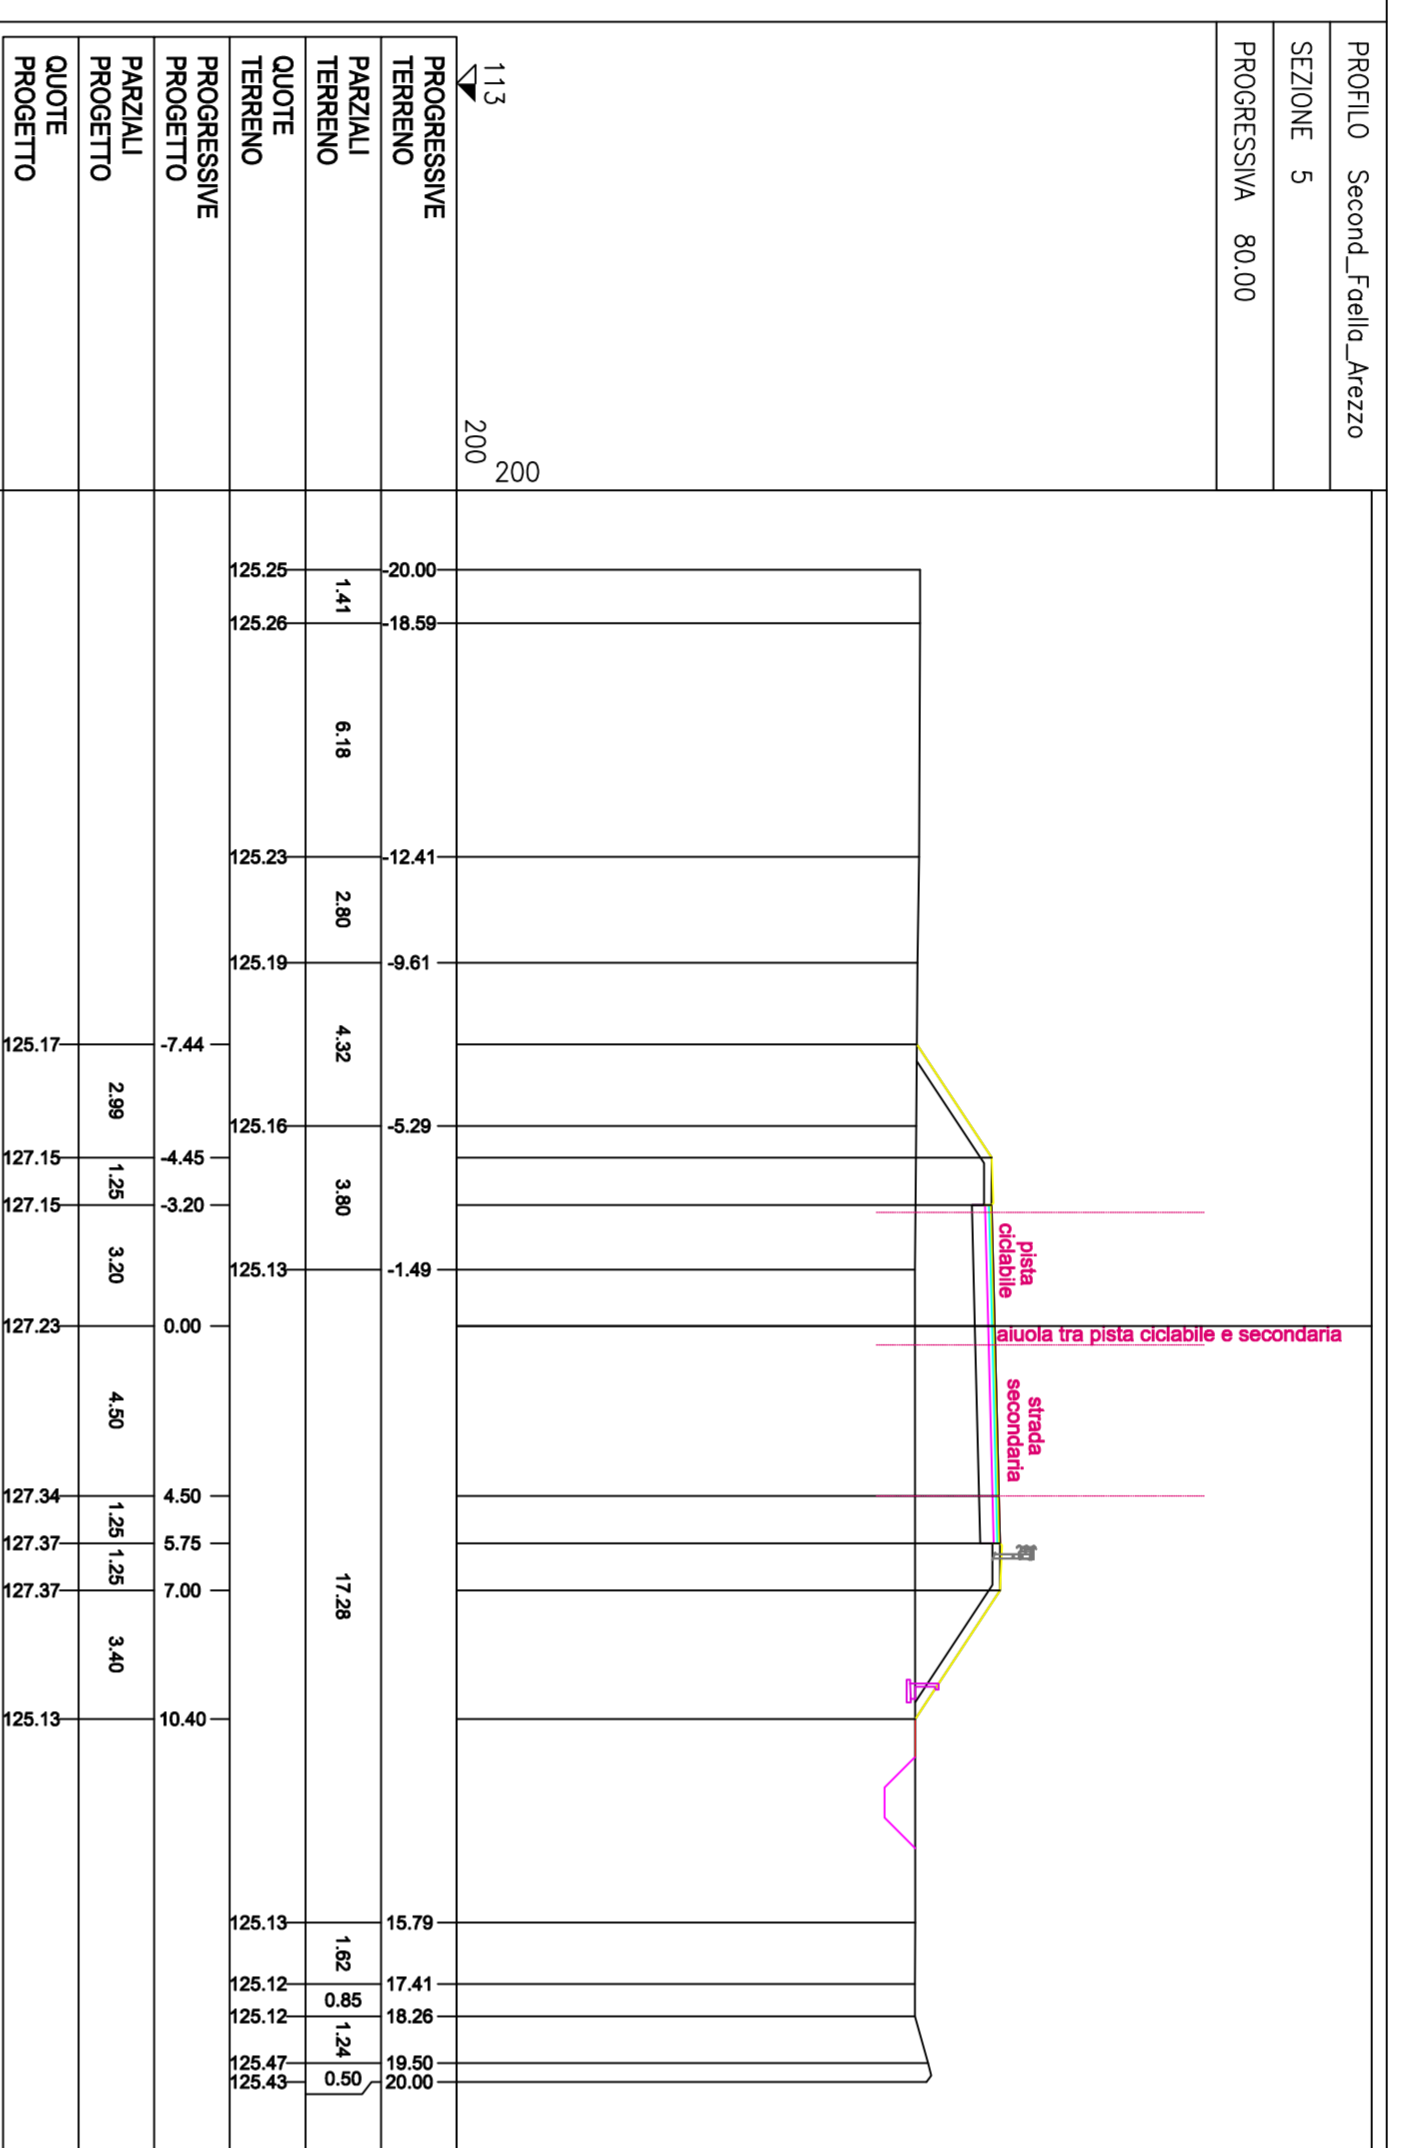 PROFILO Second_Faella_Arezzo
SEZIONE 5
PROGRESSIVA 80.00
pista
ciclabile
aiuola tra pista ciclabile e secondaria
strada
secondaria
113
200
200
PROGRESSIVE
TERRENO
-20.00 -18.59 -12.41 -9.61 -5.29 -1.49 15.79 17.41 18.26 19.50 20.00
PARZIALI
TERRENO
1.41 6.18 2.80 4.32 3.80 17.28 1.62 0.85 1.24 0.50
QUOTE
TERRENO
125.25 125.26 125.23 125.19 125.16 125.13 125.13 125.12 125.12 125.47 125.43
PROGRESSIVE
PROGETTO
-7.44 -4.45 -3.20 0.00 4.50 5.75 7.00 10.40
PARZIALI
PROGETTO
2.99 1.25 3.20 4.50 1.25 1.25 3.40
QUOTE
PROGETTO
125.17 127.15 127.15 127.23 127.34 127.37 127.37 125.13